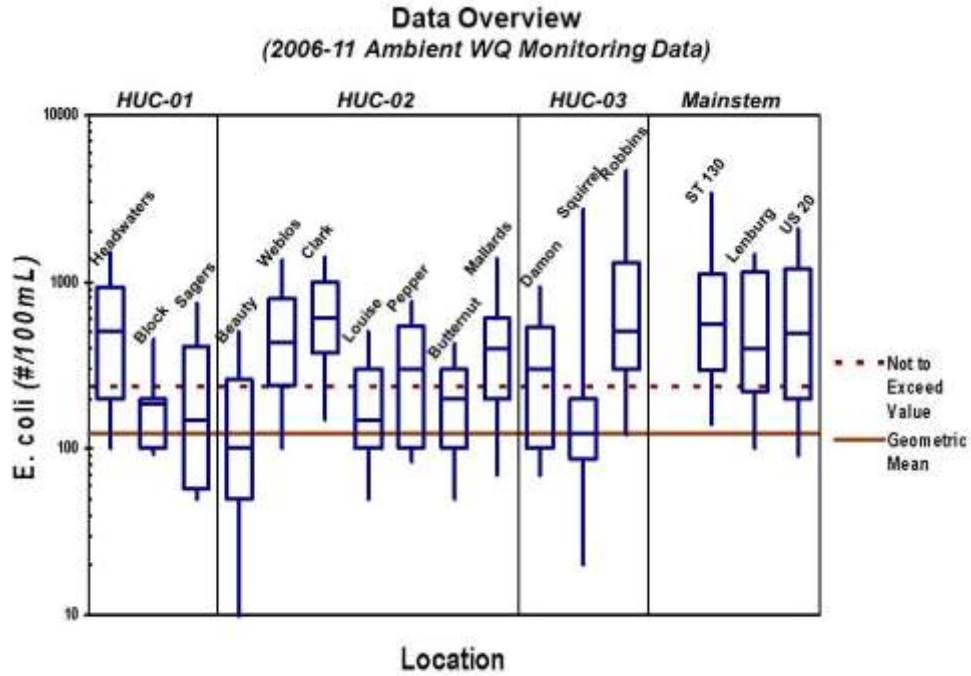 Data Overview
(2006-11 Ambient WQ Monitoring Data)
HUC-01
HUC-02
HUC-03
Mainstem
10000
1000
100
10
E. coli (#/100mL)
Headwaters
Block
Sagers
Beauty
Weblos
Clark
Louise
Pepper
Butternut
Mallards
Damon
Squirrel
Robbins
ST 130
Lenburg
US 20
Not to
Exceed
Value
Geometric
Mean
Location